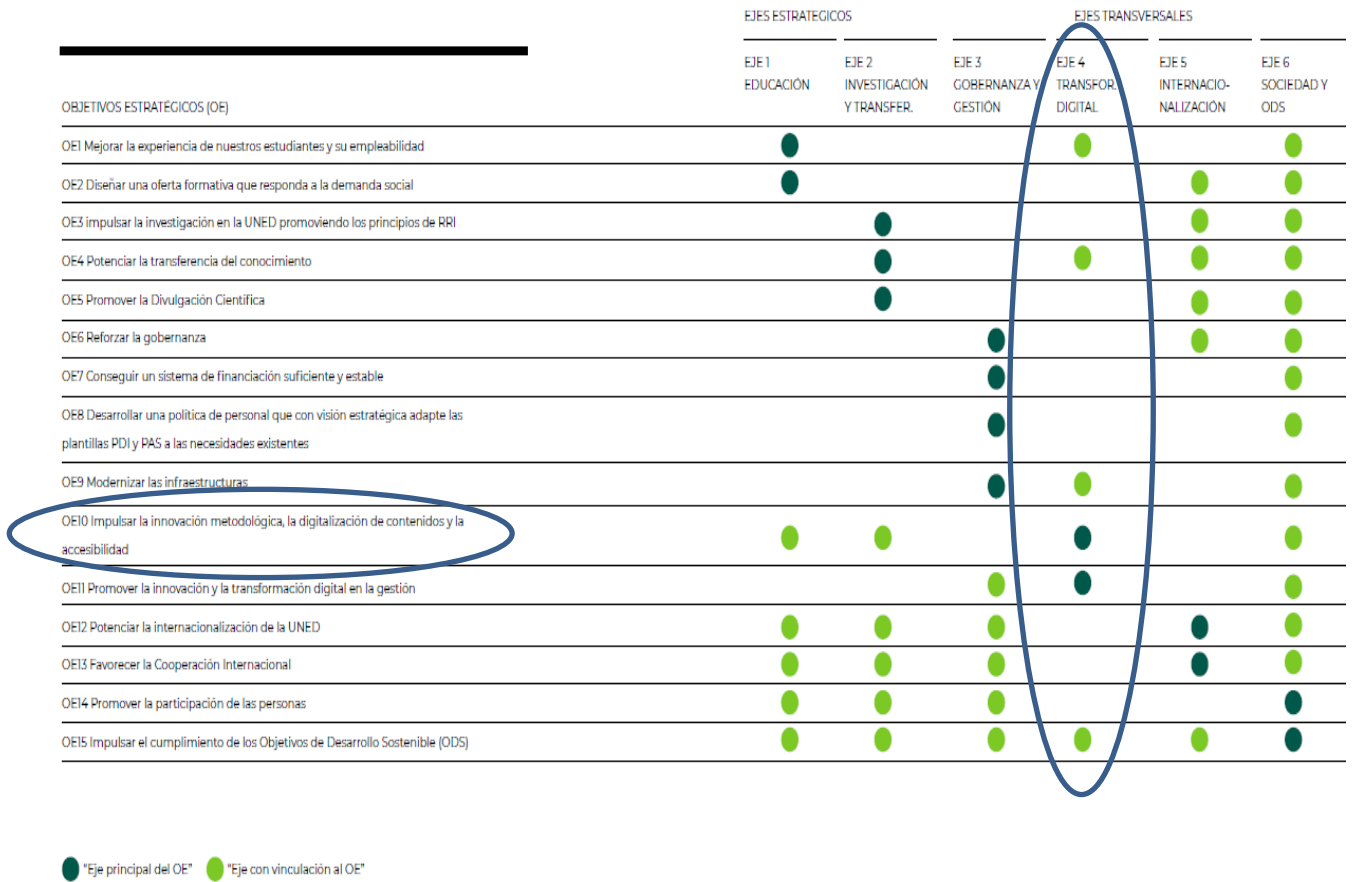 EJES ESTRATEGICOS
EJES TRANSVERSALES
EJE 1
EDUCACIÓN
EJE 2
INVESTIGACIÓN
Y TRANSFER.
EJE 3
GOBERNANZA Y
GESTIÓN
EJE 4
TRANSFOR.
DIGITAL
EJE 5
INTERNACIO-
NALIZACIÓN
EJE 6
SOCIEDAD Y
ODS
OBJETIVOS ESTRATÉGICOS (OE)
OE1 Mejorar la experiencia de nuestros estudiantes y su empleabilidad
OE2 Diseñar una oferta formativa que responda a la demanda social
OE3 impulsar la investigación en la UNED promoviendo los principios de RRI
OE4 Potenciar la transferencia del conocimiento
OE5 Promover la Divulgación Científica
OE6 Reforzar la gobernanza
OE7 Conseguir un sistema de financiación suficiente y estable
OE8 Desarrollar una política de personal que con visión estratégica adapte las
plantillas PDI y PAS a las necesidades existentes
OE9 Modernizar las infraestructuras
OE10 Impulsar la innovación metodológica, la digitalización de contenidos y la
accesibilidad
OE11 Promover la innovación y la transformación digital en la gestión
OE12 Potenciar la internacionalización de la UNED
OE13 Favorecer la Cooperación Internacional
OE14 Promover la participación de las personas
OE15 Impulsar el cumplimiento de los Objetivos de Desarrollo Sostenible (ODS)
"Eje principal del OE" "Eje con vinculación al OE"